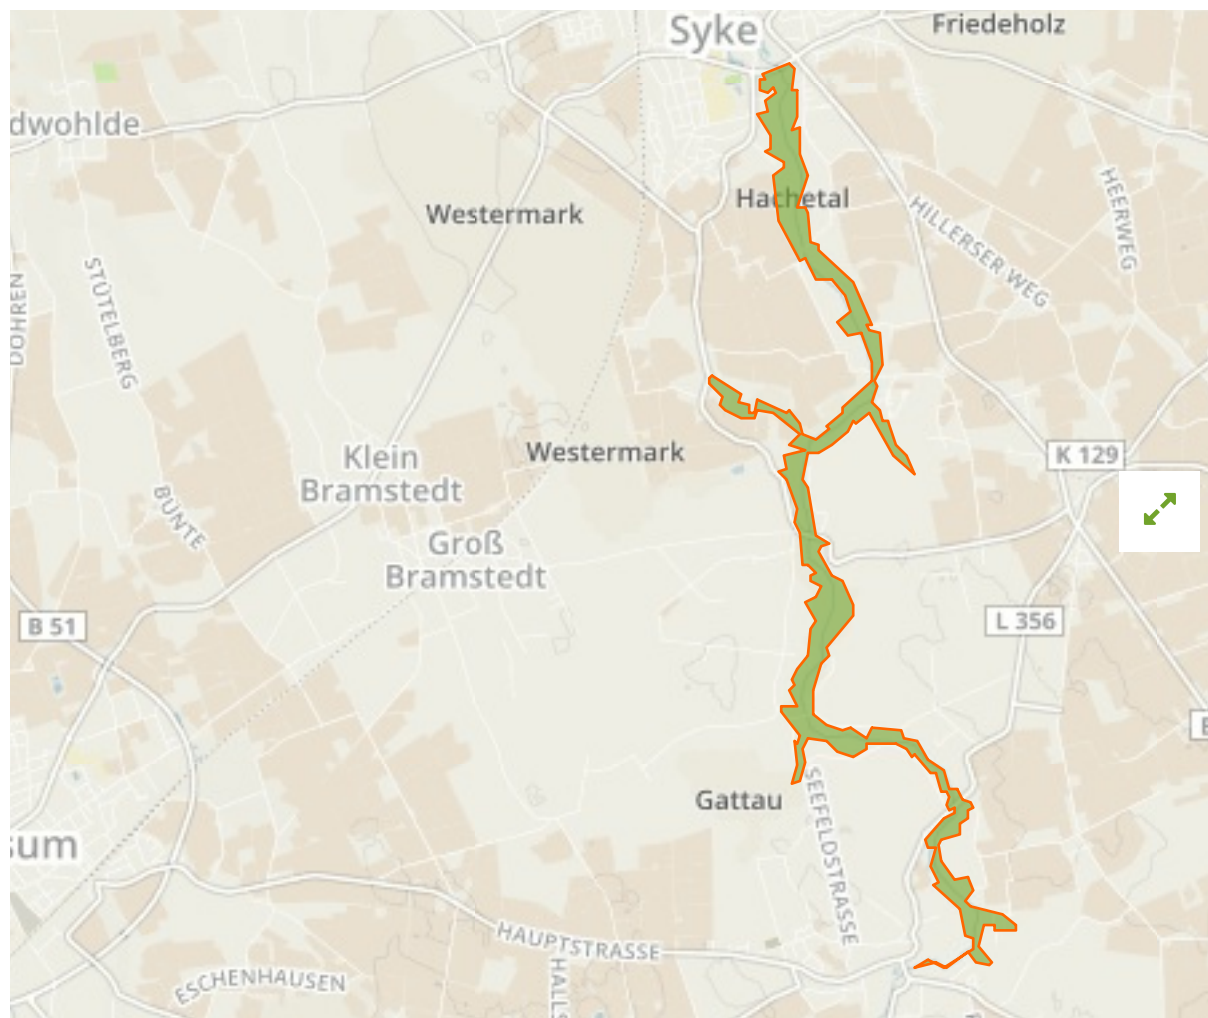 Syke
Friedeholz
dwohlde
Hachetal
Westermark
HEERWEG
HILLERSER WEG
STÜTELBERG
DOHREN
Westermark
K 129
Klein
Bramstedt
BÜNTE
Groß
Bramstedt
B 51
L 356
Gattau
SEEFELDSTRASSE
sum
HAUPTSTRASSE
ESCHENHAUSEN
HALLS